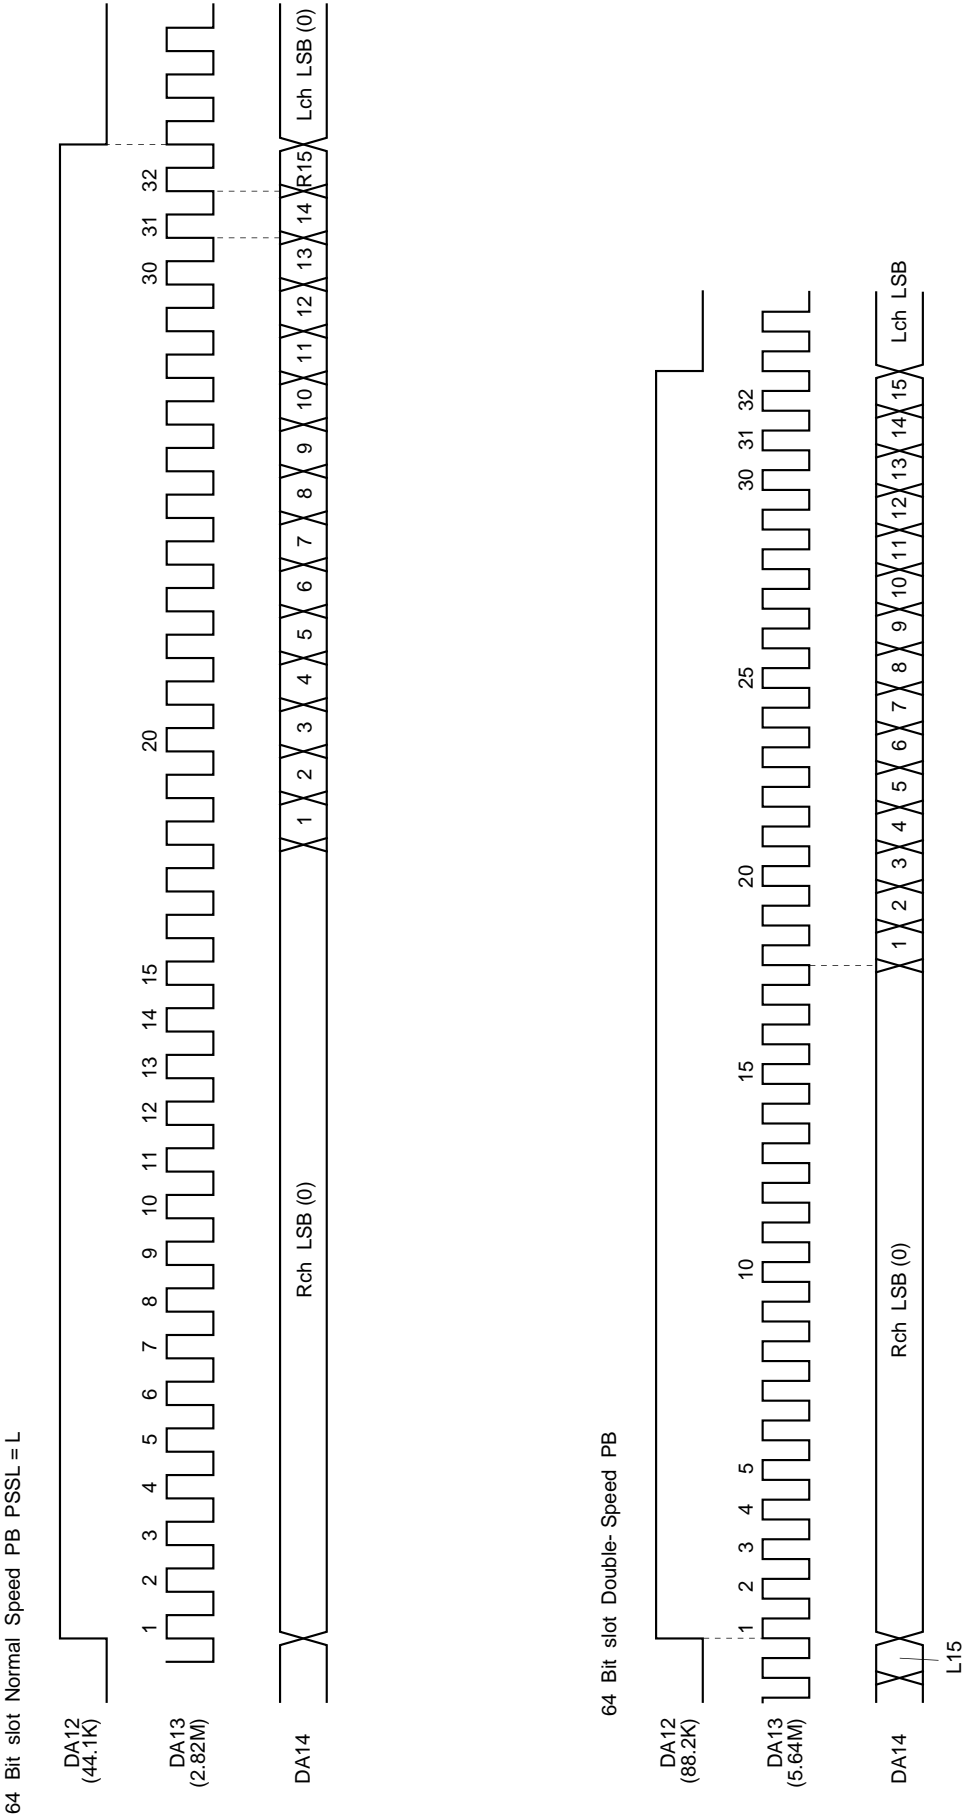 64 Bit slot Normal Speed PB PSSL = L
DA12
(44.1K)
1 2 3 4 5 6 7 8 9 10 11 12 13 14 15 20 30 31 32
DA13
(2.82M)
DA14
Rch LSB (0) 1 2 3 4 5 6 7 8 9 10 11 12 13 14 R15 Lch LSB (0)
64 Bit slot Double- Speed PB
DA12
(88.2K)
1 2 3 4 5 10 15 20 25 30 31 32
DA13
(5.64M)
DA14
Rch LSB (0) 1 2 3 4 5 6 7 8 9 10 11 12 13 14 15 Lch LSB
L15